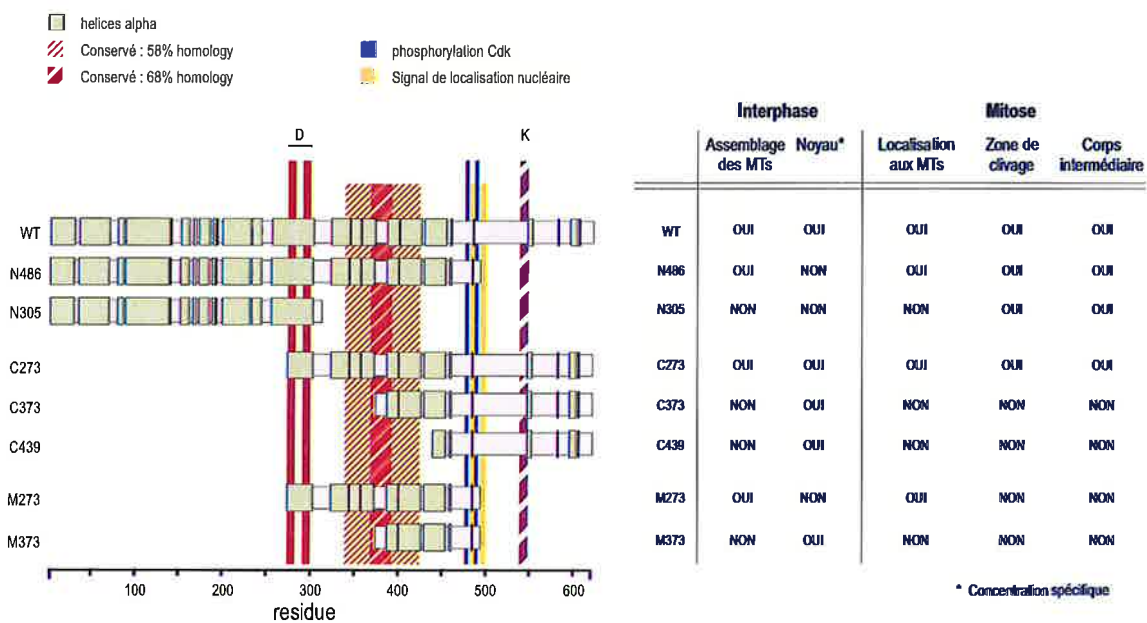 helices alpha
Conservé : 58% homology
Conservé : 68% homology
phosphorylation Cdk
Signal de localisation nucléaire
D
K
WT
N486
N305
C273
C373
C439
M273
M373
100 200 300 400 500 600
residue
Interphase Mitose
Assemblage des MTs Noyau* Localisation aux MTs Zone de clivage Corps intermédiaire
WT OUI OUI OUI OUI OUI
N486 OUI NON OUI OUI OUI
N305 NON NON NON OUI OUI
C273 OUI OUI OUI OUI OUI
C373 NON OUI NON NON NON
C439 NON OUI NON NON NON
M273 OUI NON OUI NON NON
M373 NON OUI NON NON NON
* Concentration spécifique